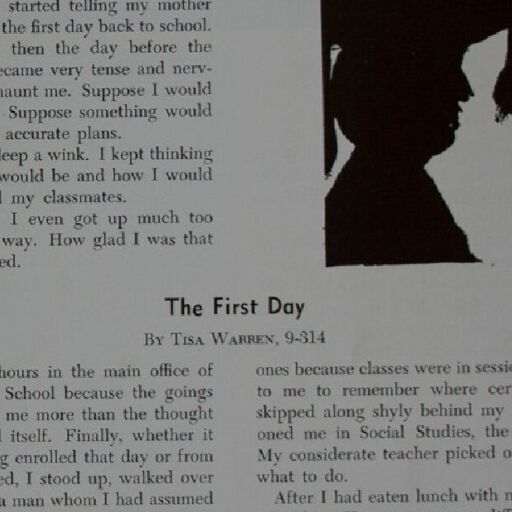 started telling my mother
the first day back to school.
then the day before the
ecame very tense and nerv-
haunt me. Suppose I would
Suppose something would
accurate plans.
leep a wink. I kept thinking
would be and how I would
my classmates.
I even got up much too
way. How glad I was that
ed.
The First Day
BY TISA WARREN, 9-314
hours in the main office of
School because the goings
me more than the thought
itself. Finally, whether it
g enrolled that day or from
ed, I stood up, walked over
a man whom I had assumed
ones because classes were in sessi
to me to remember where cer
skipped along shyly behind my
oned me in Social Studies, the
My considerate teacher picked o
what to do.
After I had eaten lunch with